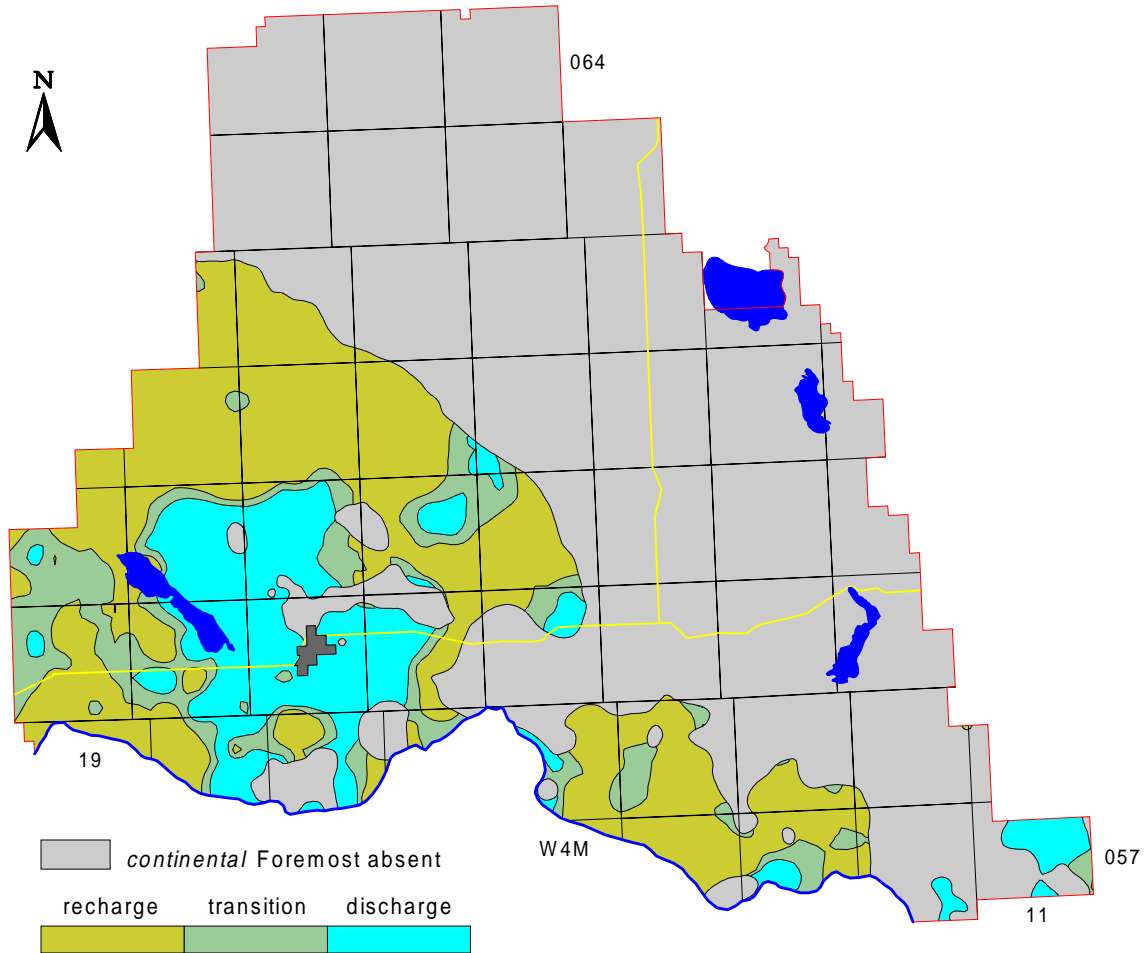 064
N
19
W4M
continental Foremost absent
057
recharge transition discharge
11